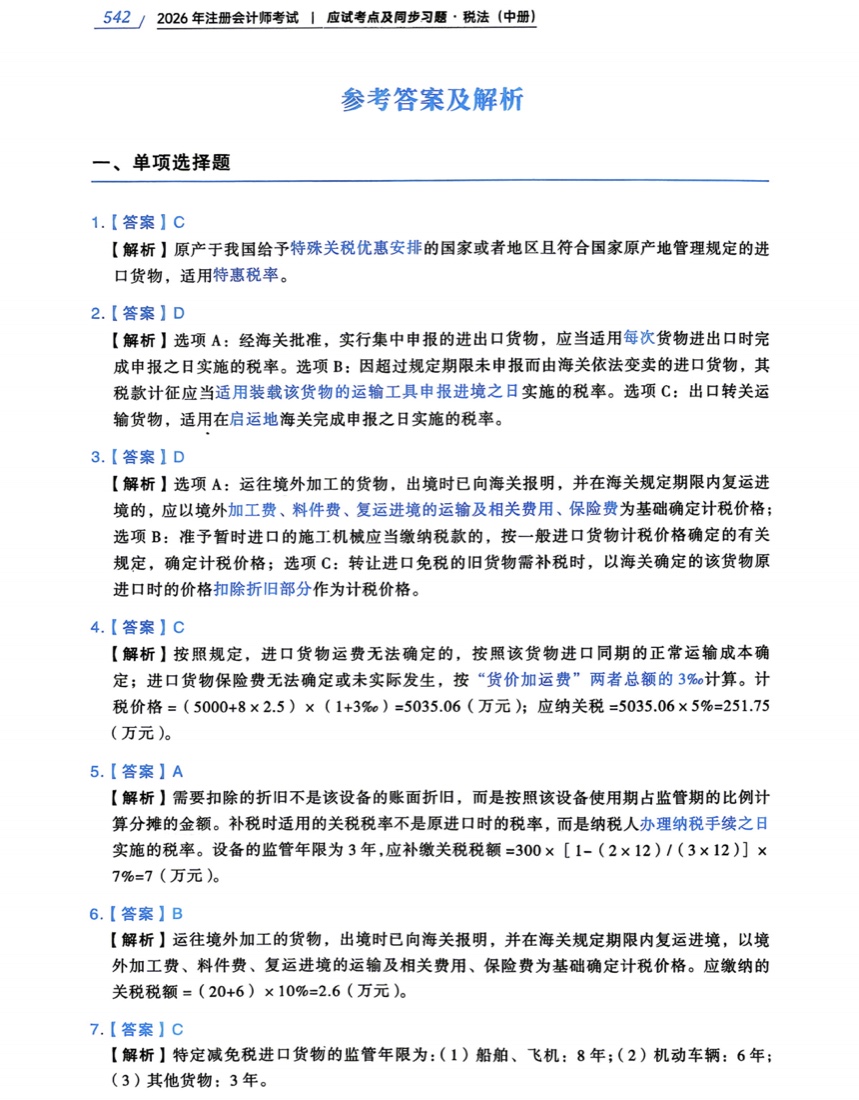 542 / 2026 年注册会计师考试 | 应试考点及同步习题·税法（中册）
参考答案及解析
一、单项选择题
1.【答案】C
【解析】原产于我国给予特殊关税优惠安排的国家或者地区且符合国家原产地管理规定的进
口货物，适用特惠税率。
2.【答案】D
【解析】选项 A：经海关批准，实行集中申报的进出口货物，应当适用每次货物进出口时完
成申报之日实施的税率。选项 B：因超过规定期限未申报而由海关依法变卖的进口货物，其
税款计征应当适用装载该货物的运输工具申报进境之日实施的税率。选项 C：出口转关运
输货物，适用在启运地海关完成申报之日实施的税率。
3.【答案】D
【解析】选项 A：运往境外加工的货物，出境时已向海关报明，并在海关规定期限内复运进
境的，应以境外加工费、料件费、复运进境的运输及相关费用、保险费为基础确定计税价格；
选项 B：准予暂时进口的施工机械应当缴纳税款的，按一般进口货物计税价格确定的有关
规定，确定计税价格；选项 C：转让进口免税的旧货物需补税时，以海关确定的该货物原
进口时的价格扣除折旧部分作为计税价格。
4.【答案】C
【解析】按照规定，进口货物运费无法确定的，按照该货物进口同期的正常运输成本确
定；进口货物保险费无法确定或未实际发生，按“货价加运费”两者总额的 3‰计算。计
税价格 =（5000+8×2.5）×（1+3‰）=5035.06（万元）；应纳关税 =5035.06×5%=251.75
（万元）。
5.【答案】A
【解析】需要扣除的折旧不是该设备的账面折旧，而是按照该设备使用期占监管期的比例计
算分摊的金额。补税时适用的关税税率不是原进口时的税率，而是纳税人办理纳税手续之日
实施的税率。设备的监管年限为 3 年，应补缴关税税额 =300×［1-（2×12）/（3×12）］×
7%=7（万元）。
6.【答案】B
【解析】运往境外加工的货物，出境时已向海关报明，并在海关规定期限内复运进境，以境
外加工费、料件费、复运进境的运输及相关费用、保险费为基础确定计税价格。应缴纳的
关税税额 =（20+6）×10%=2.6（万元）。
7.【答案】C
【解析】特定减免税进口货物的监管年限为：（1）船舶、飞机：8 年；（2）机动车辆：6 年；
（3）其他货物：3 年。